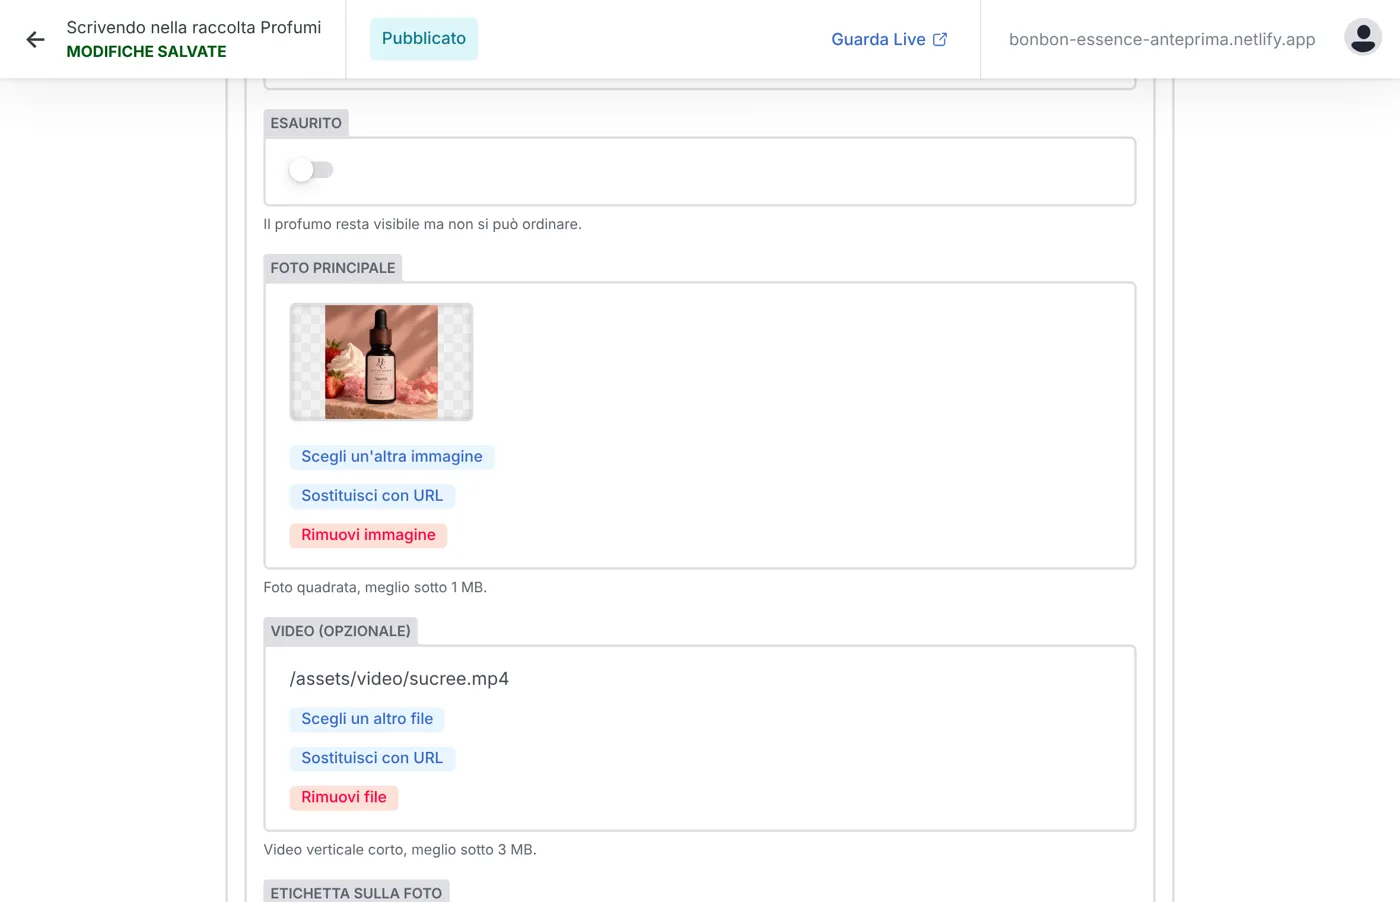 Scrivendo nella raccolta Profumi
MODIFICHE SALVATE
Pubblicato
Guarda Live
bonbon-essence-anteprima.netlify.app
ESAURITO
Il profumo resta visibile ma non si può ordinare.
FOTO PRINCIPALE
Scegli un'altra immagine
Sostituisci con URL
Rimuovi immagine
Foto quadrata, meglio sotto 1 MB.
VIDEO (OPZIONALE)
/assets/video/sucree.mp4
Scegli un altro file
Sostituisci con URL
Rimuovi file
Video verticale corto, meglio sotto 3 MB.
ETICHETTA SULLA FOTO